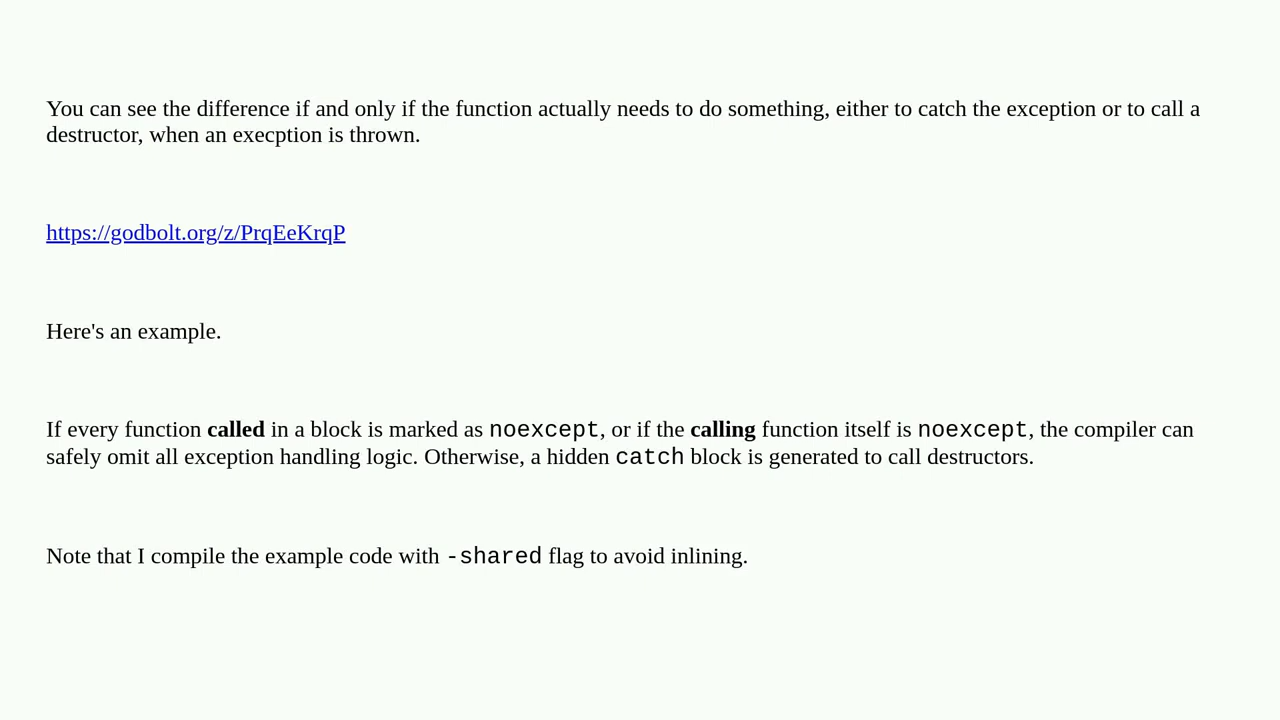 You can see the difference if and only if the function actually needs to do something, either to catch the exception or to call a
destructor, when an execption is thrown.
https://godbolt.org/z/PrqEeKrqP
Here's an example.
If every function called in a block is marked as noexcept, or if the calling function itself is noexcept, the compiler can
safely omit all exception handling logic. Otherwise, a hidden catch block is generated to call destructors.
Note that I compile the example code with -shared flag to avoid inlining.